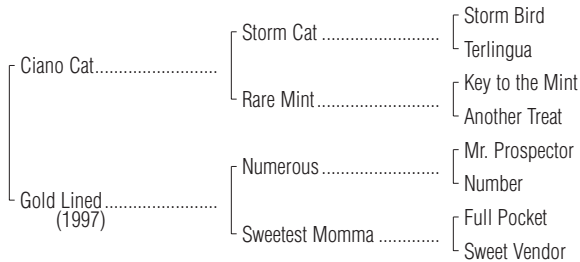 Storm Bird
Storm Cat ........................
Terlingua
Ciano Cat.........................
Key to the Mint
Rare Mint.........................
Another Treat
Mr. Prospector
Numerous ........................
Number
Gold Lined .......................
(1997)
Full Pocket
Sweetest Momma ............
Sweet Vendor